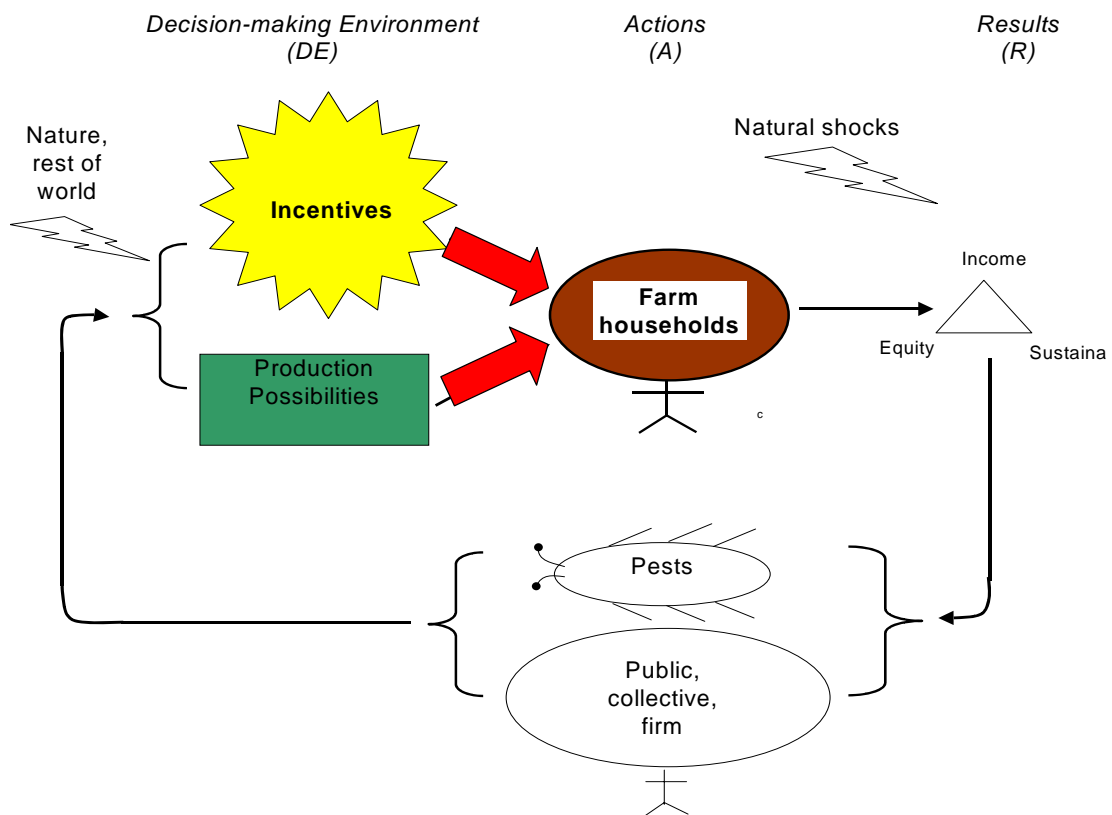 Decision-making Environment
(DE)
Actions
(A)
Results
(R)
Nature,
rest of
world
Natural shocks
Incentives
Income
Farm
households
Equity
Sustaina
Production
Possibilities
c
Pests
Public,
collective,
firm